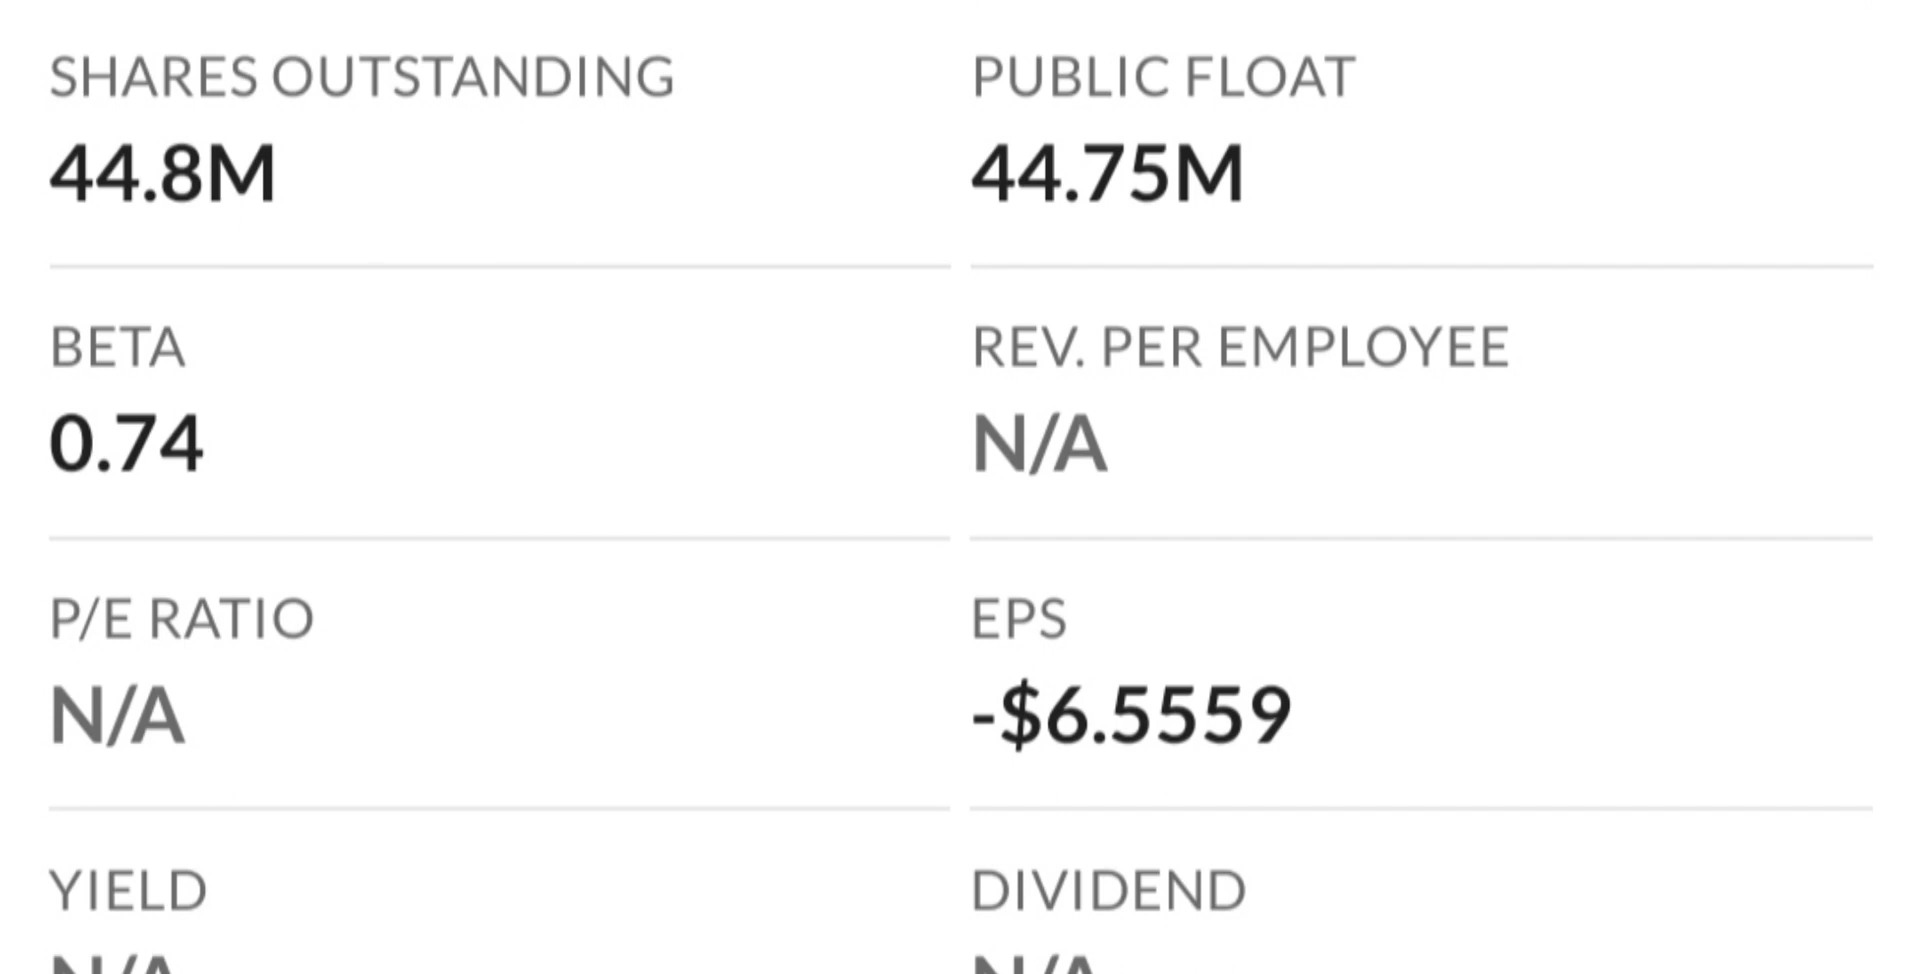 SHARES OUTSTANDING
44.8M
PUBLIC FLOAT
44.75M
BETA
0.74
REV. PER EMPLOYEE
N/A
P/E RATIO
N/A
EPS
-$6.5559
YIELD
N/A
DIVIDEND
N/A